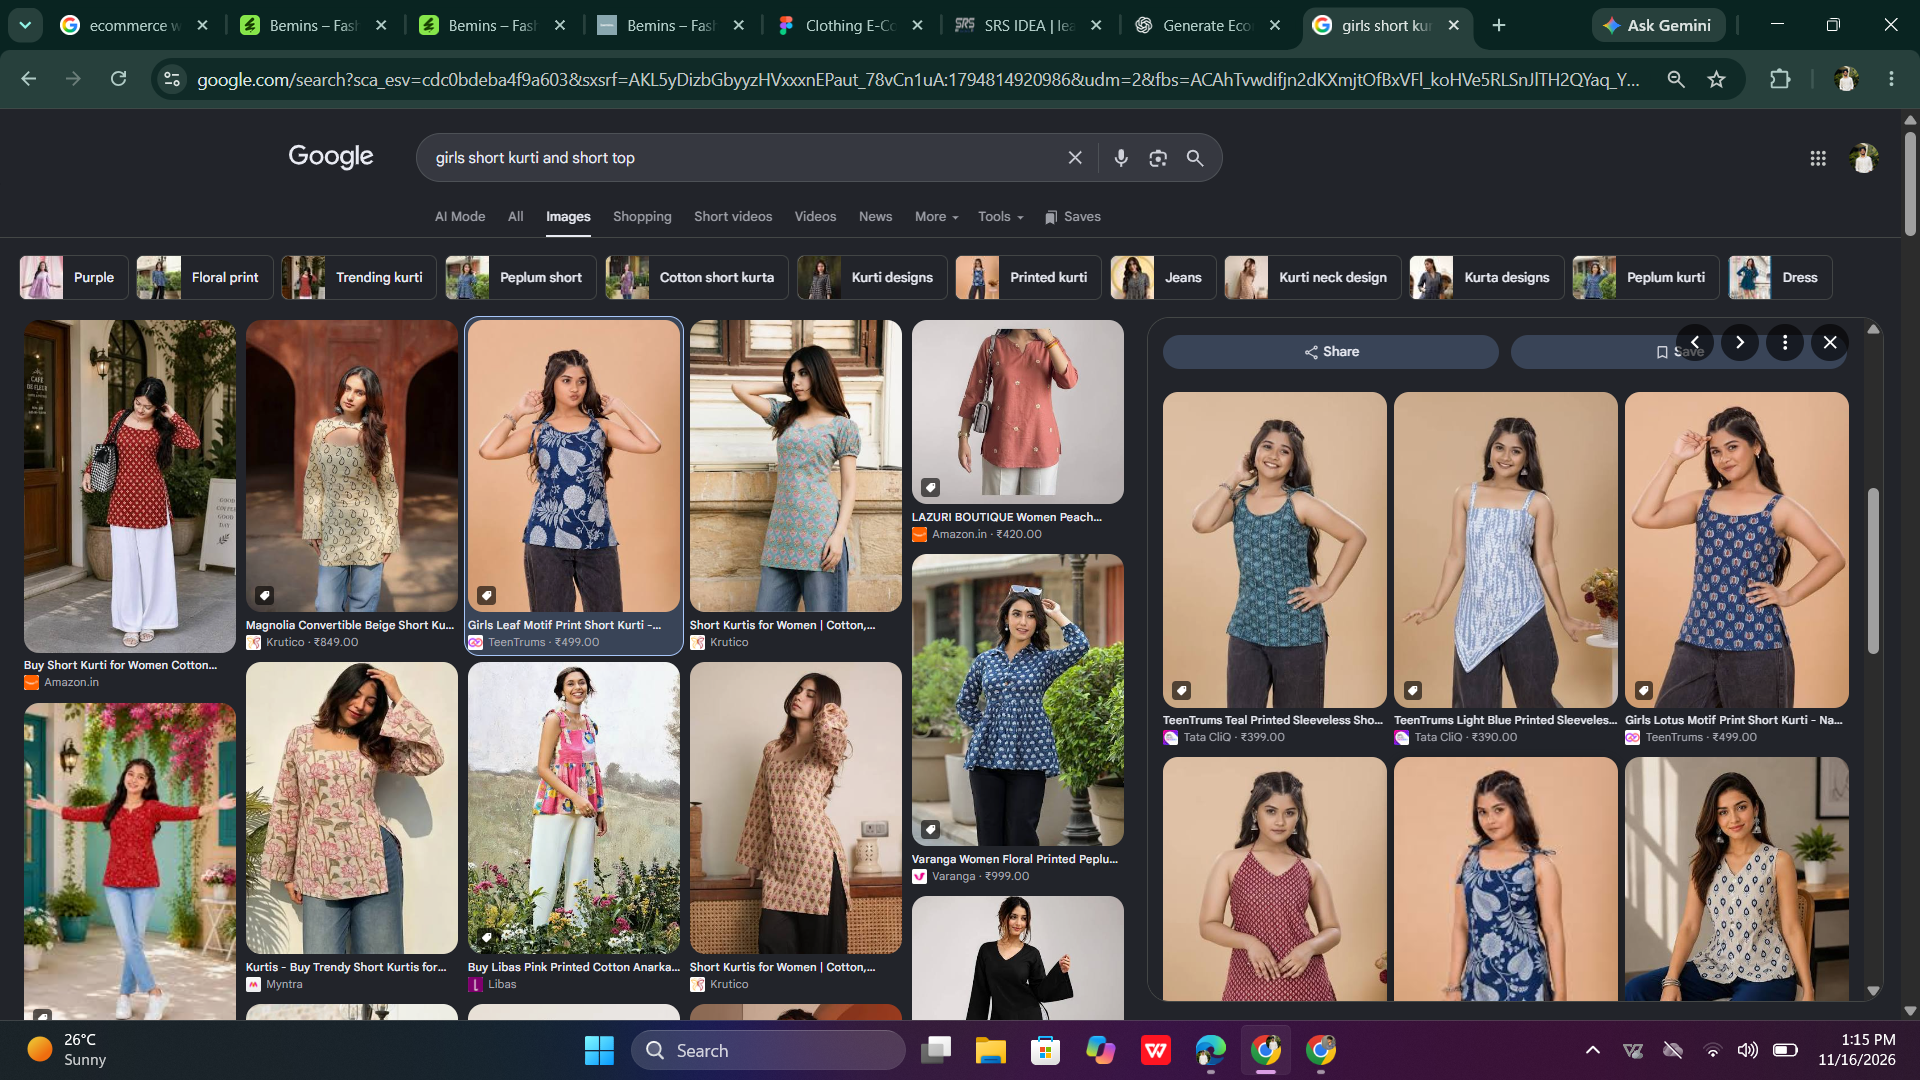 ecommerce w
Bemins – Fash
Bemins – Fash
Bemins – Fash
Clothing E-Co
SRS IDEA | lea
Generate Eco
girls short kur
Ask Gemini
google.com/search?sca_esv=cdc0bdeba4f9a603&sxsrf=AKL5yDizbGbyyzHVxxxnEPaut_78vCn1uA:1794814920986&udm=2&fbs=ACAhTvwdifjn2dKXmjtOfBxVFl_koHVe5RLSnJlTH2QYaq_Y...
Google
girls short kurti and short top
AI Mode
All
Images
Shopping
Short videos
Videos
News
More
Tools
Saves
Purple
Floral print
Trending kurti
Peplum short
Cotton short kurta
Kurti designs
Printed kurti
Jeans
Kurti neck design
Kurta designs
Peplum kurti
Dress
CAFE
BE FLEUR
GOOD
COFFEE
GOOD
DAY
Buy Short Kurti for Women Cotton...
Amazon.in
Magnolia Convertible Beige Short Ku...
Krutico · ₹849.00
Girls Leaf Motif Print Short Kurti -...
TeenTrums · ₹499.00
Short Kurtis for Women | Cotton,...
Krutico
LAZURI BOUTIQUE Women Peach...
Amazon.in · ₹420.00
Varanga Women Floral Printed Peplu...
Varanga · ₹999.00
Kurtis - Buy Trendy Short Kurtis for...
Myntra
Buy Libas Pink Printed Cotton Anarka...
Libas
Short Kurtis for Women | Cotton,...
Krutico
Share
Save
TeenTrums Teal Printed Sleeveless Sho...
Tata CliQ · ₹399.00
TeenTrums Light Blue Printed Sleeveles...
Tata CliQ · ₹390.00
Girls Lotus Motif Print Short Kurti - Na...
TeenTrums · ₹499.00
26°C
Sunny
Search
1:15 PM
11/16/2026